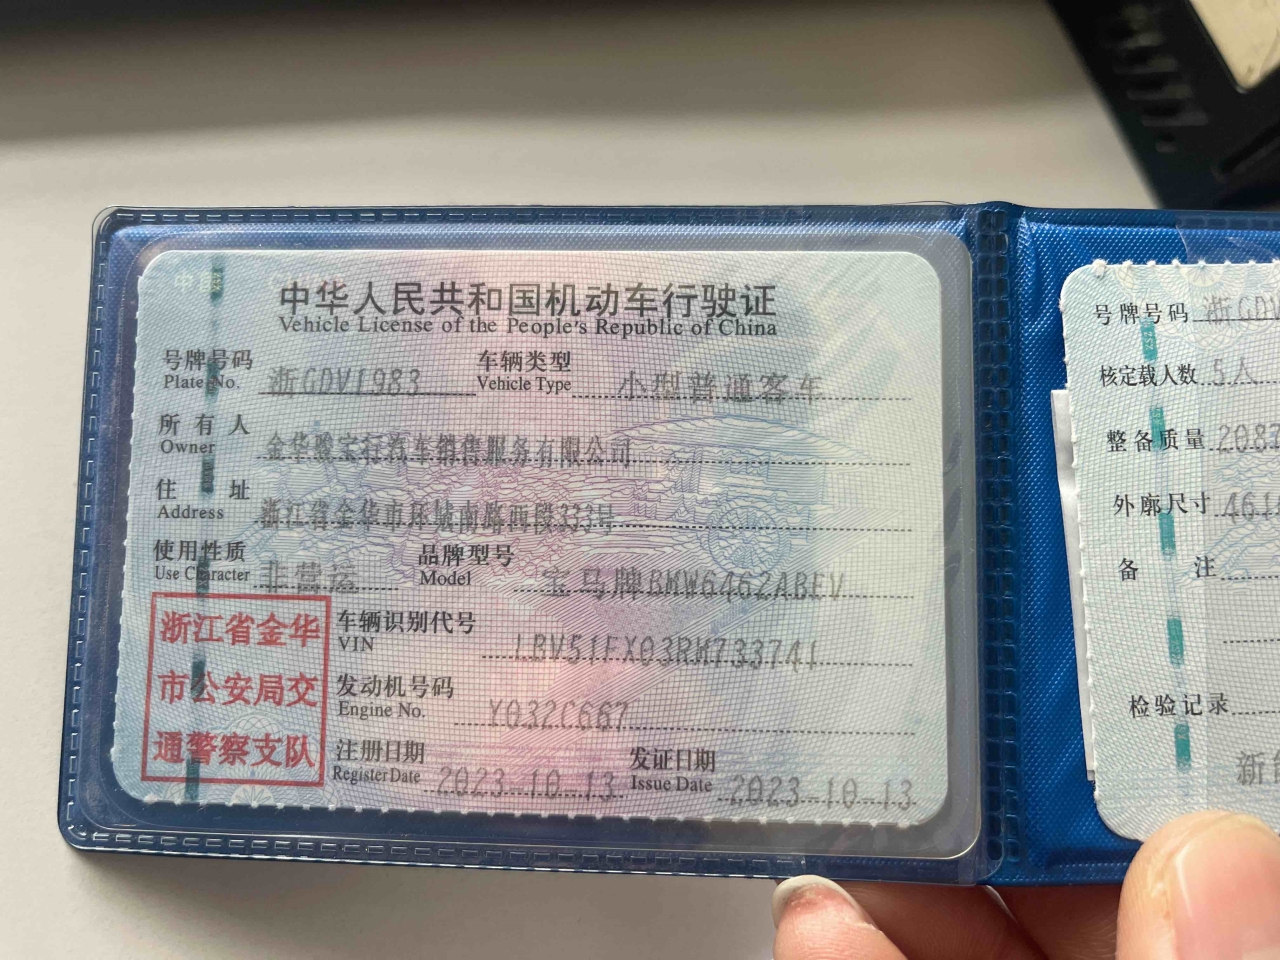 中华人民共和国机动车行驶证
Vehicle License of the People's Republic of China
号牌号码 浙GDV1983 车辆类型 小型普通客车
Plate No. Vehicle Type
所有人 金华骏宝行汽车销售服务有限公司
Owner
住址 浙江省金华市环城南路西段333号
Address
使用性质 非营运 品牌型号 宝马牌BMW6462ABEV
Use Character Model
车辆识别代号 LBV51FX03RM733741
VIN
发动机号码 Y032C667
Engine No.
注册日期 2023-10-13 发证日期 2023-10-13
Register Date Issue Date
浙江省金华
市公安局交
通警察支队
号牌号码 浙GDV
核定载人数 5人
整备质量 2083
外廓尺寸 461
备注
检验记录
新